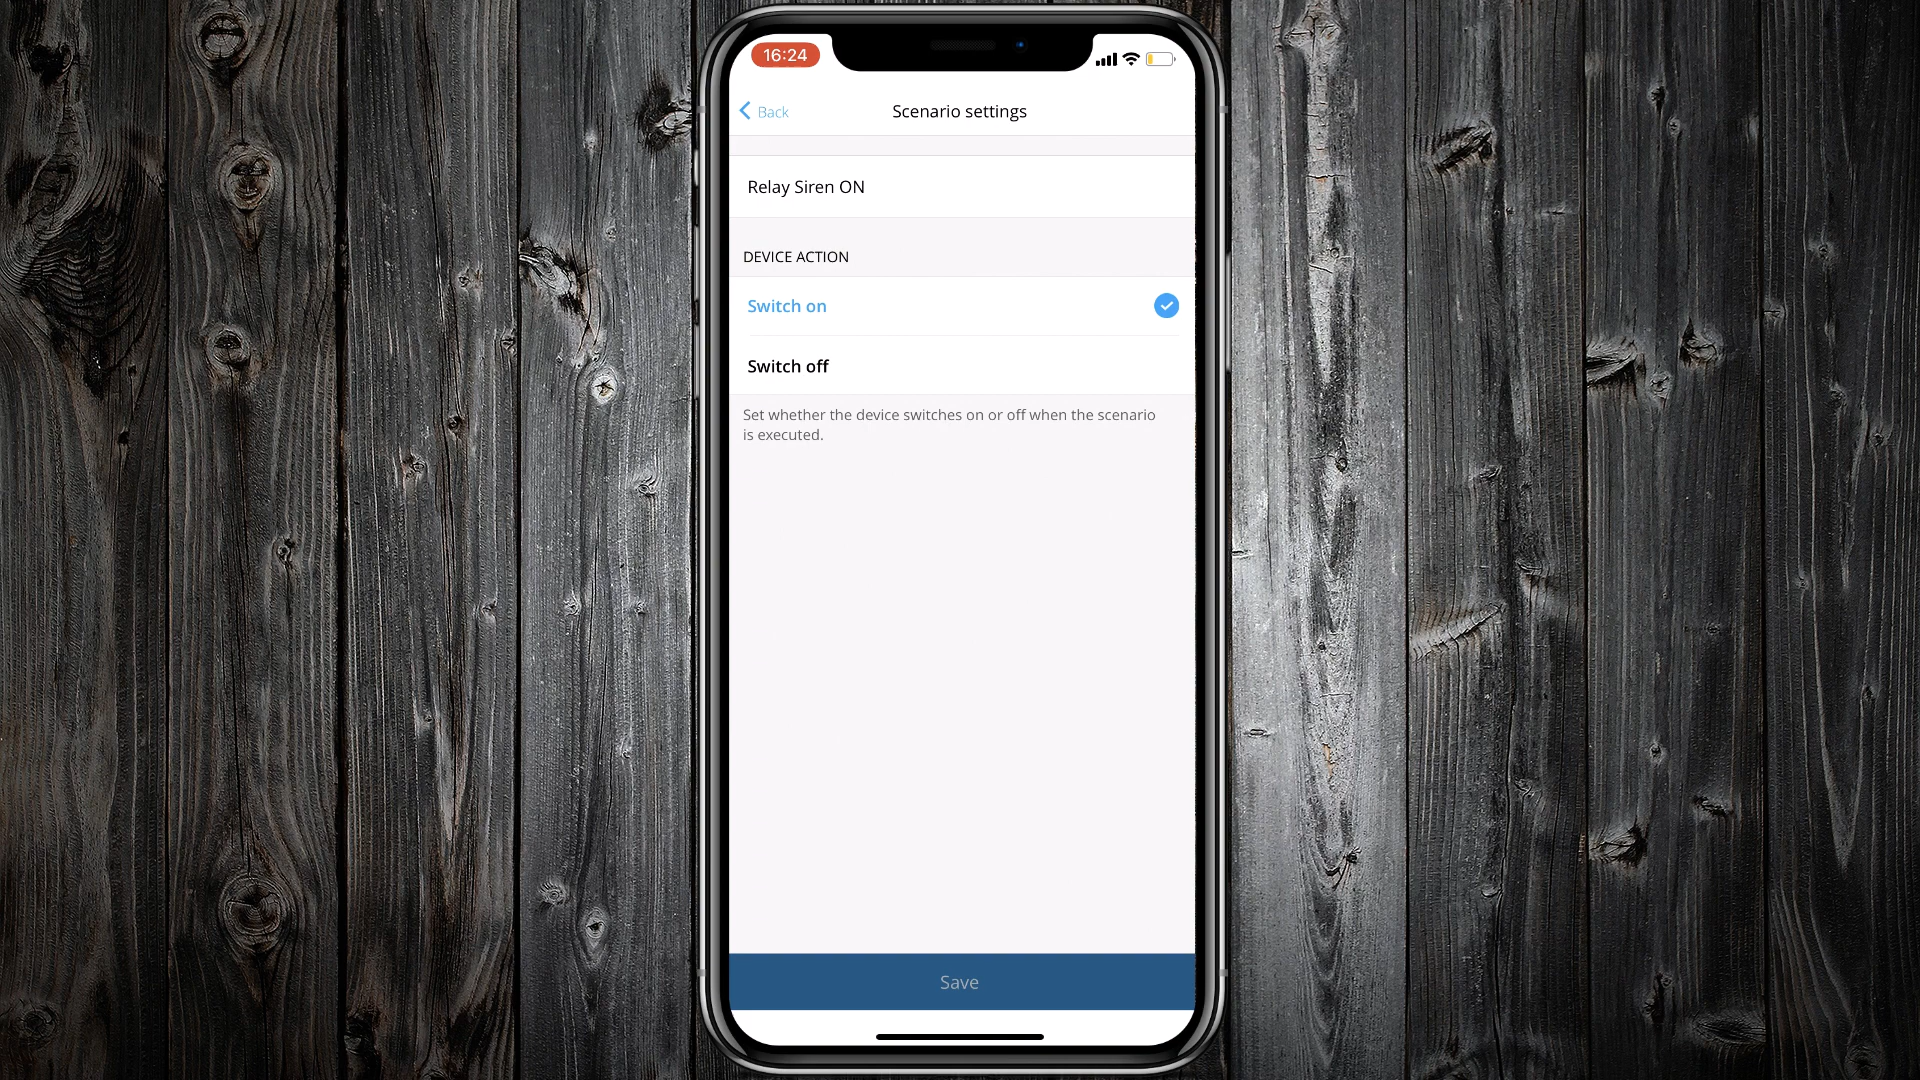 16:24
Back
Scenario settings
Relay Siren ON
DEVICE ACTION
Switch on
Switch off
Set whether the device switches on or off when the scenario
is executed.
Save